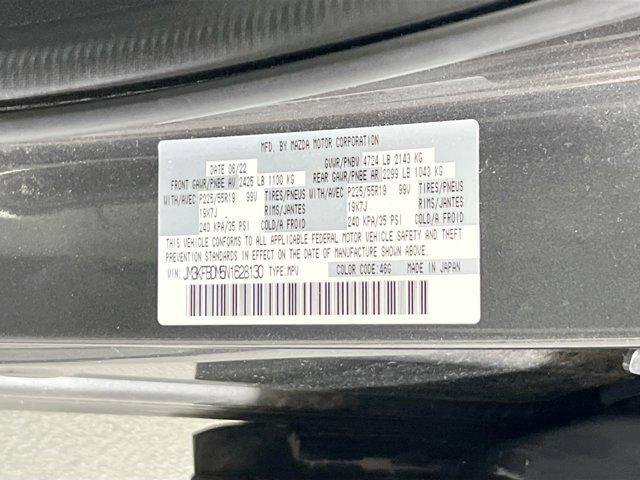 MFD. BY MAZDA MOTOR CORPORATION
DATE 06/22 GVWR/PNBV 4724 LB 2143 KG
FRONT GAWR/PNBE AV 2425 LB 1100 KG REAR GAWR/PNBE AR 2299 LB 1043 KG
WITH/AVEC P225/55R19 99V TIRES/PNEUS WITH/AVEC P225/55R19 99V TIRES/PNEUS
19X7J RIMS/JANTES 19X7J RIMS/JANTES
240 KPA/35 PSI COLD/A FROID 240 KPA/35 PSI COLD/A FROID
THIS VEHICLE CONFORMS TO ALL APPLICABLE FEDERAL MOTOR VEHICLE SAFETY AND THEFT
PREVENTION STANDARDS IN EFFECT ON THE DATE OF MANUFACTURE SHOWN ABOVE.
VIN: JM3KFBDM5N1628130 TYPE MPV COLOR CODE: 46G MADE IN JAPAN